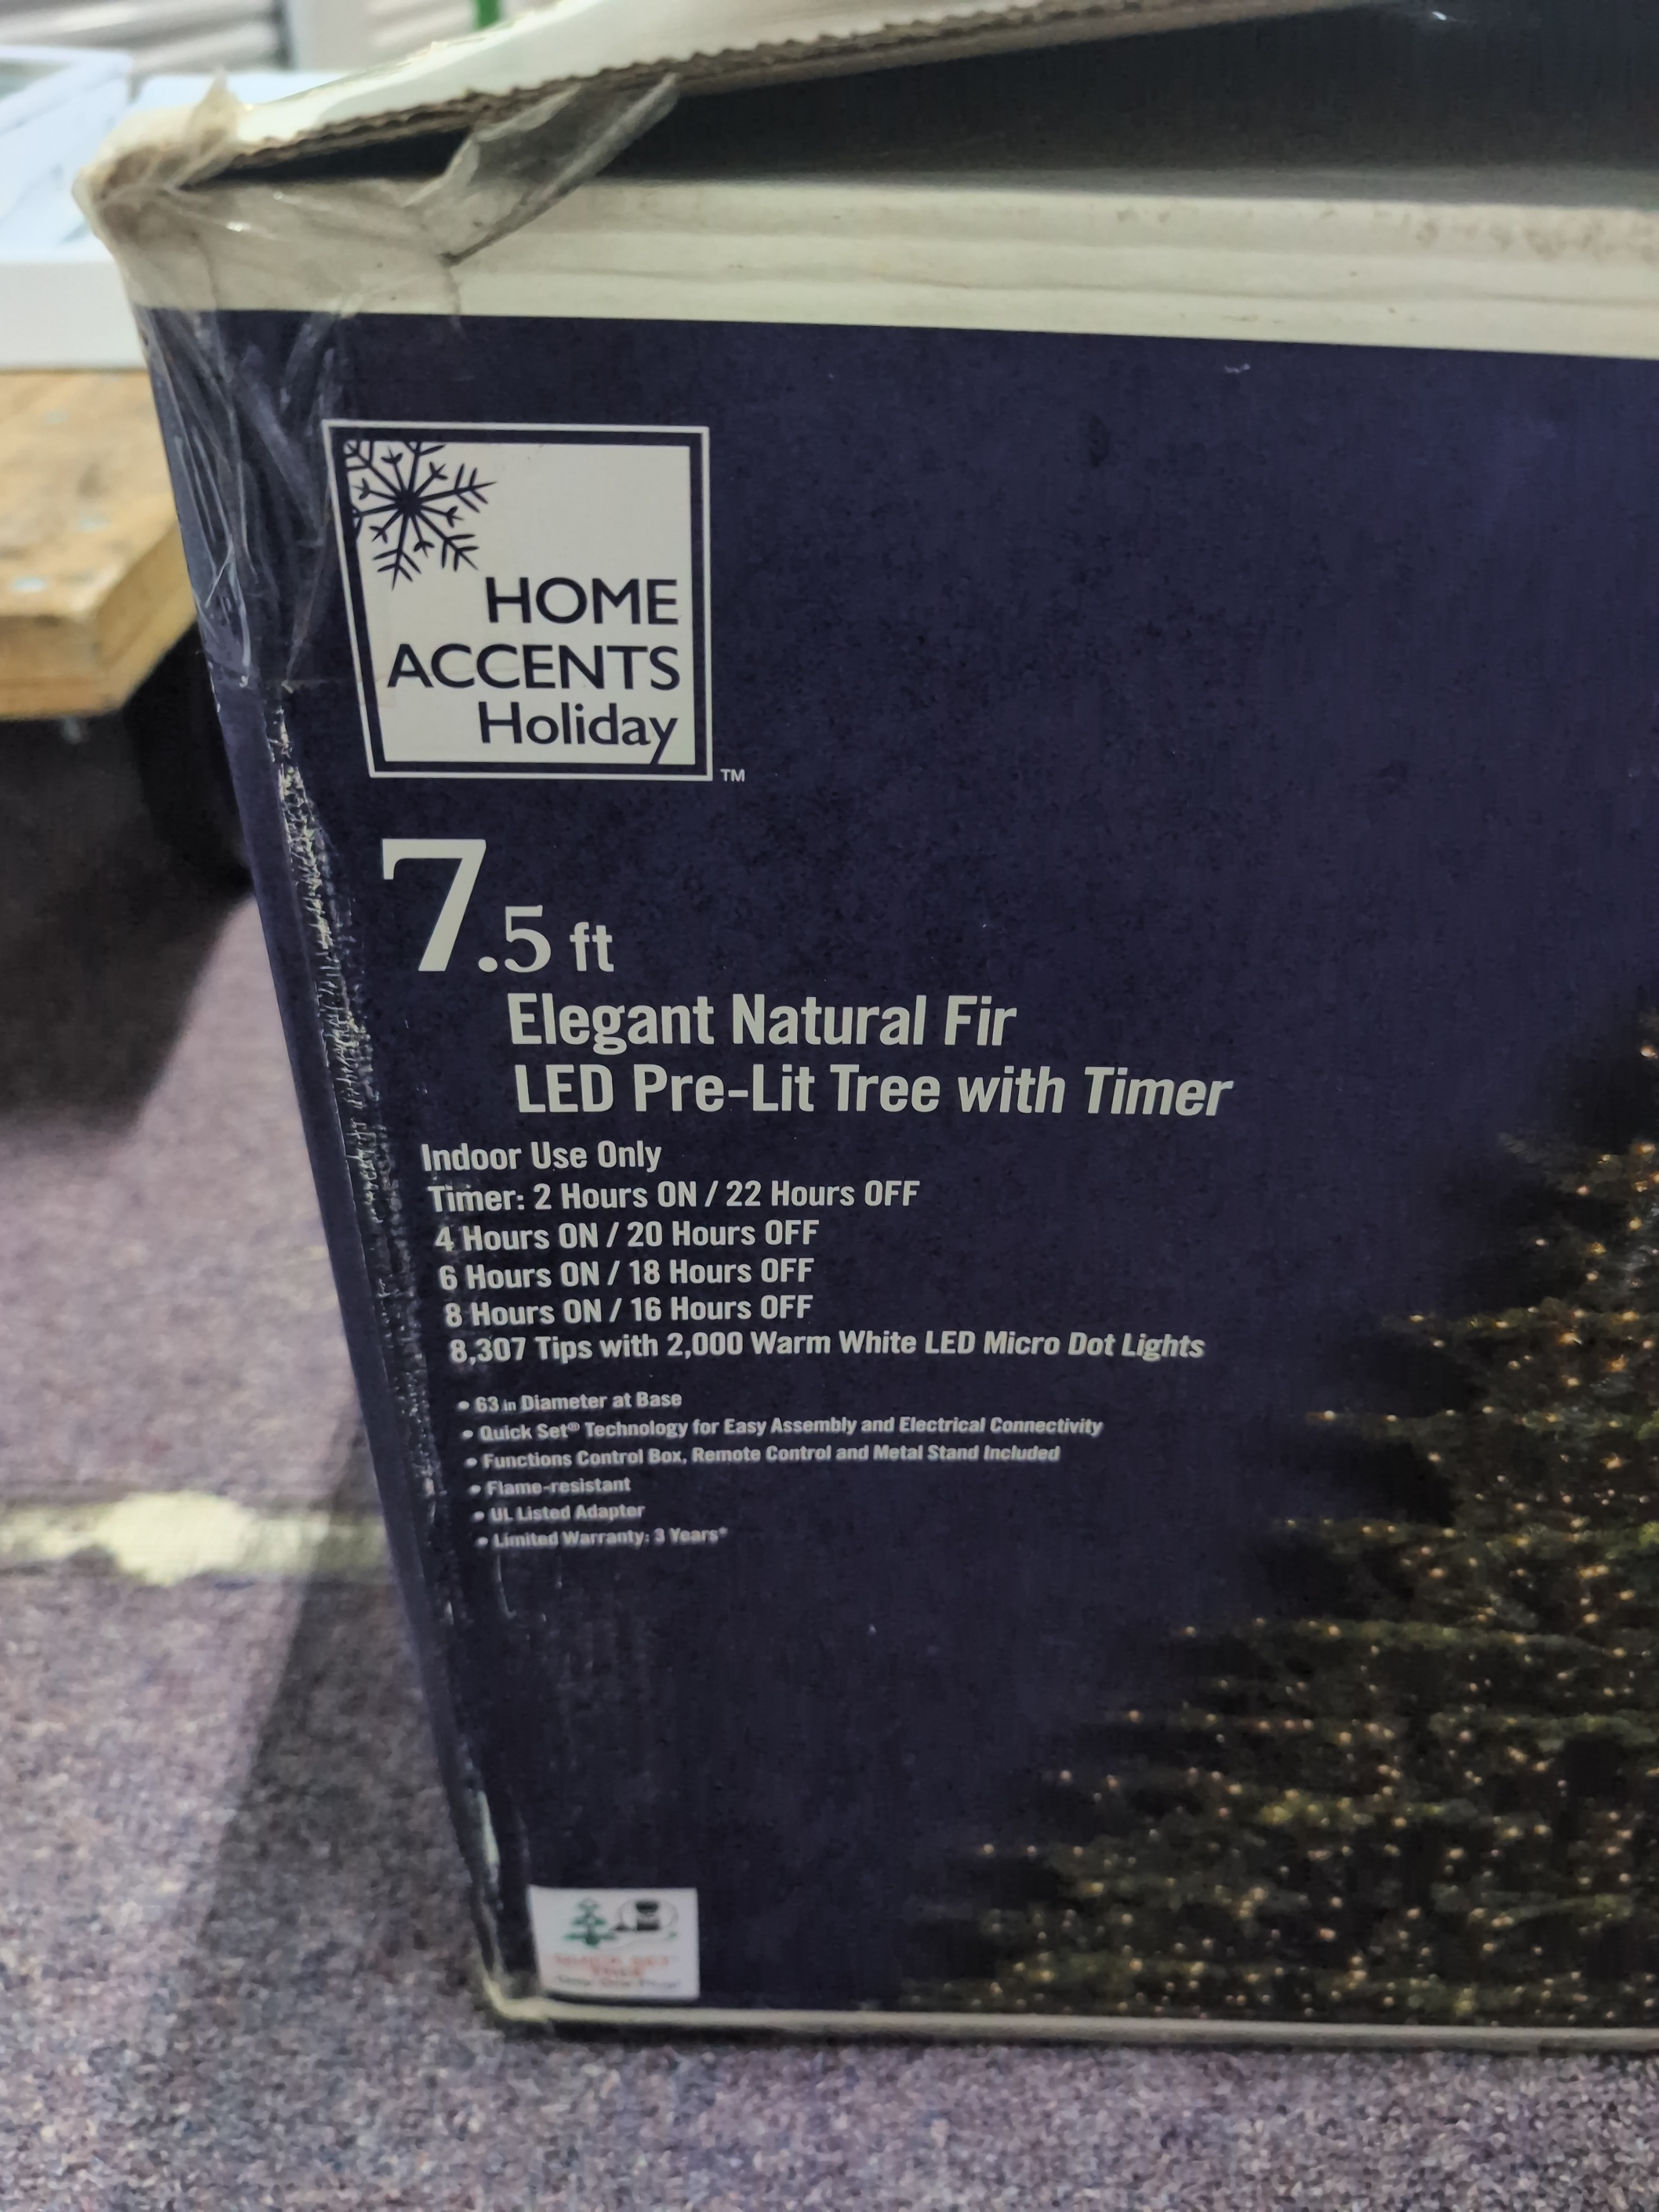 HOME
ACCENTS
Holiday
TM
7.5 ft
Elegant Natural Fir
LED Pre-Lit Tree with Timer
Indoor Use Only
Timer: 2 Hours ON / 22 Hours OFF
4 Hours ON / 20 Hours OFF
6 Hours ON / 18 Hours OFF
8 Hours ON / 16 Hours OFF
8,307 Tips with 2,000 Warm White LED Micro Dot Lights
• 63 in Diameter at Base
• Quick Set® Technology for Easy Assembly and Electrical Connectivity
• Functions Control Box, Remote Control and Metal Stand Included
• Flame-resistant
• UL Listed Adapter
• Limited Warranty: 3 Years*